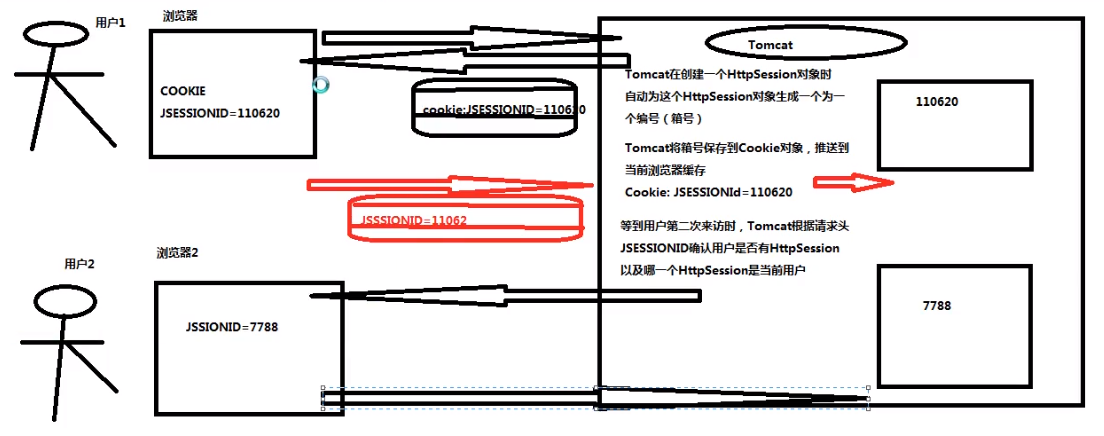 用户1
浏览器
COOKIE
JSESSIONID=110620
cookie:JSESSIONID=110620
Tomcat
Tomcat在创建一个HttpSession对象时
自动为这个HttpSession对象生成一个为一
个编号（箱号）
Tomcat将箱号保存到Cookie对象，推送到
当前浏览器缓存
Cookie: JSESSIONId=110620
110620
JSSSIONID=11062
等到用户第二次来访时，Tomcat根据请求头
JSESSIONID确认用户是否有HttpSession
以及哪一个HttpSession是当前用户
用户2
浏览器2
JSSIONID=7788
7788